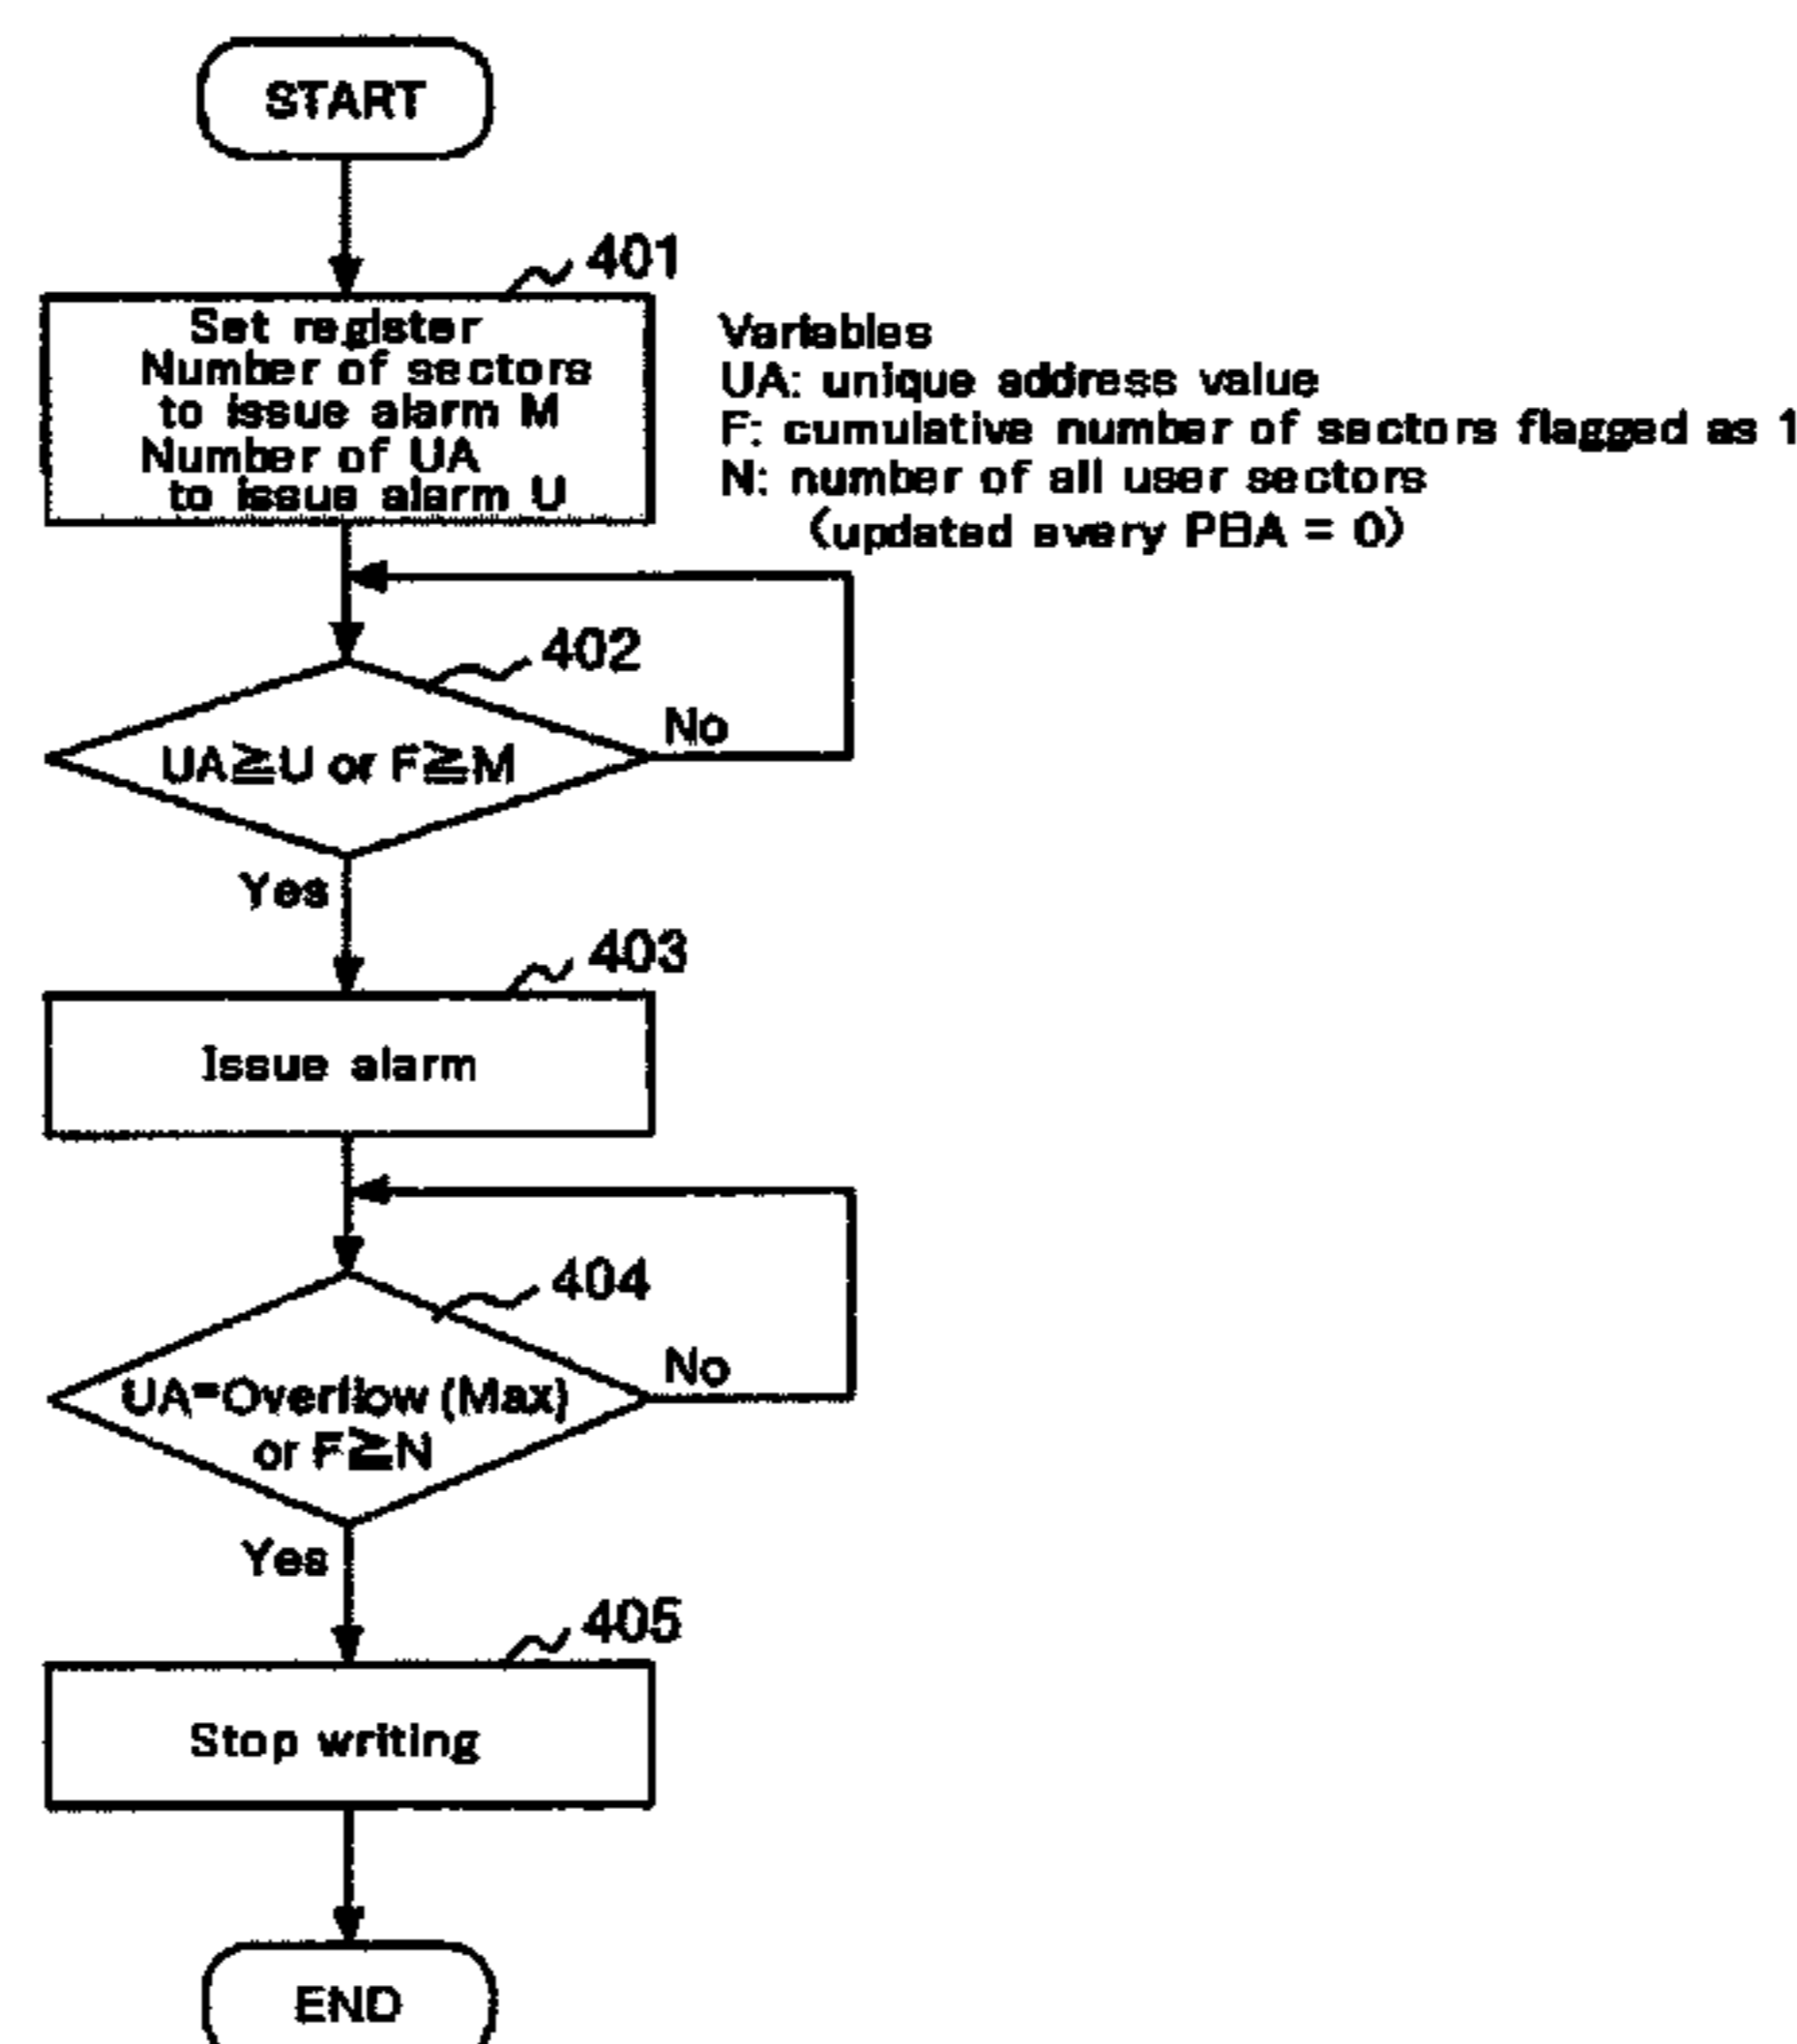 START
401
Set register
Number of sectors
to issue alarm M
Number of UA
to issue alarm U
Variables
UA: unique address value
F: cumulative number of sectors flagged as 1
N: number of all user sectors
(updated every PBA = 0)
402
UA≧U or F≧M
No
Yes
403
Issue alarm
404
UA=Overflow (Max)
or F≧N
No
Yes
405
Stop writing
END